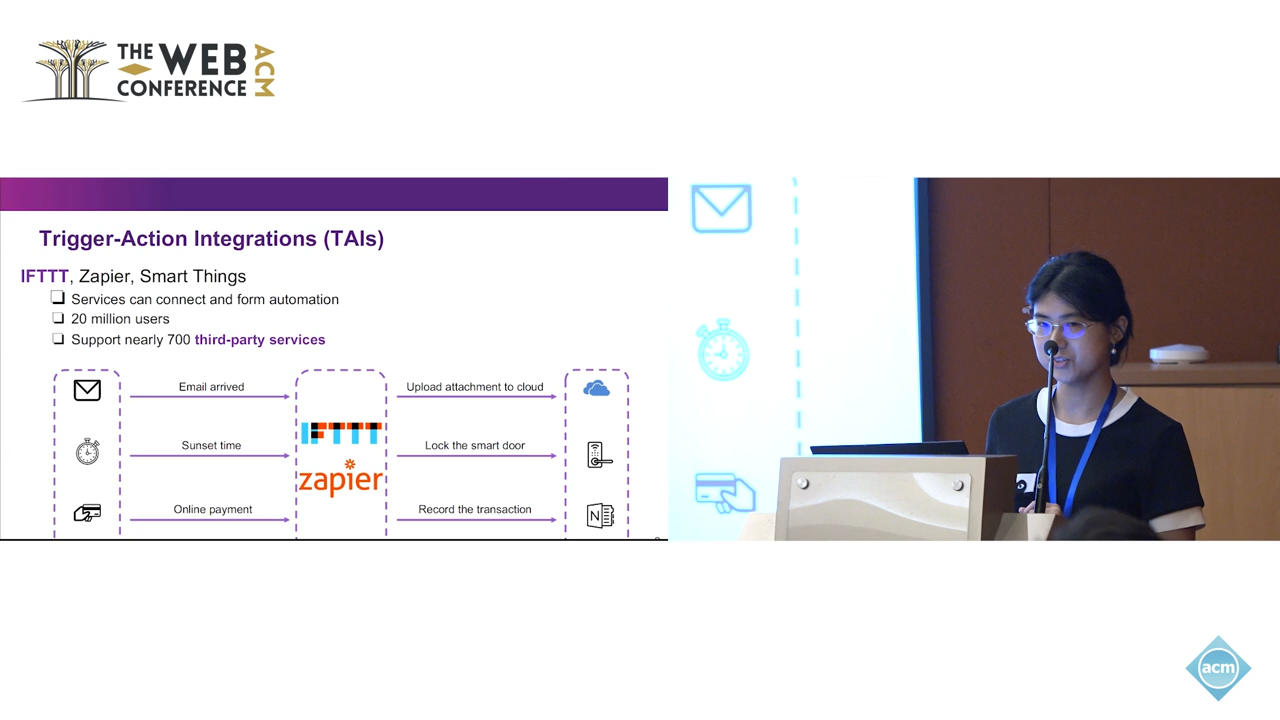 THE WEB
CONFERENCE
ACM
Trigger-Action Integrations (TAIs)
IFTTT, Zapier, Smart Things
Services can connect and form automation
20 million users
Support nearly 700 third-party services
Email arrived
Upload attachment to cloud
Sunset time
IFTTT
Lock the smart door
zapier
Online payment
Record the transaction
N
acm